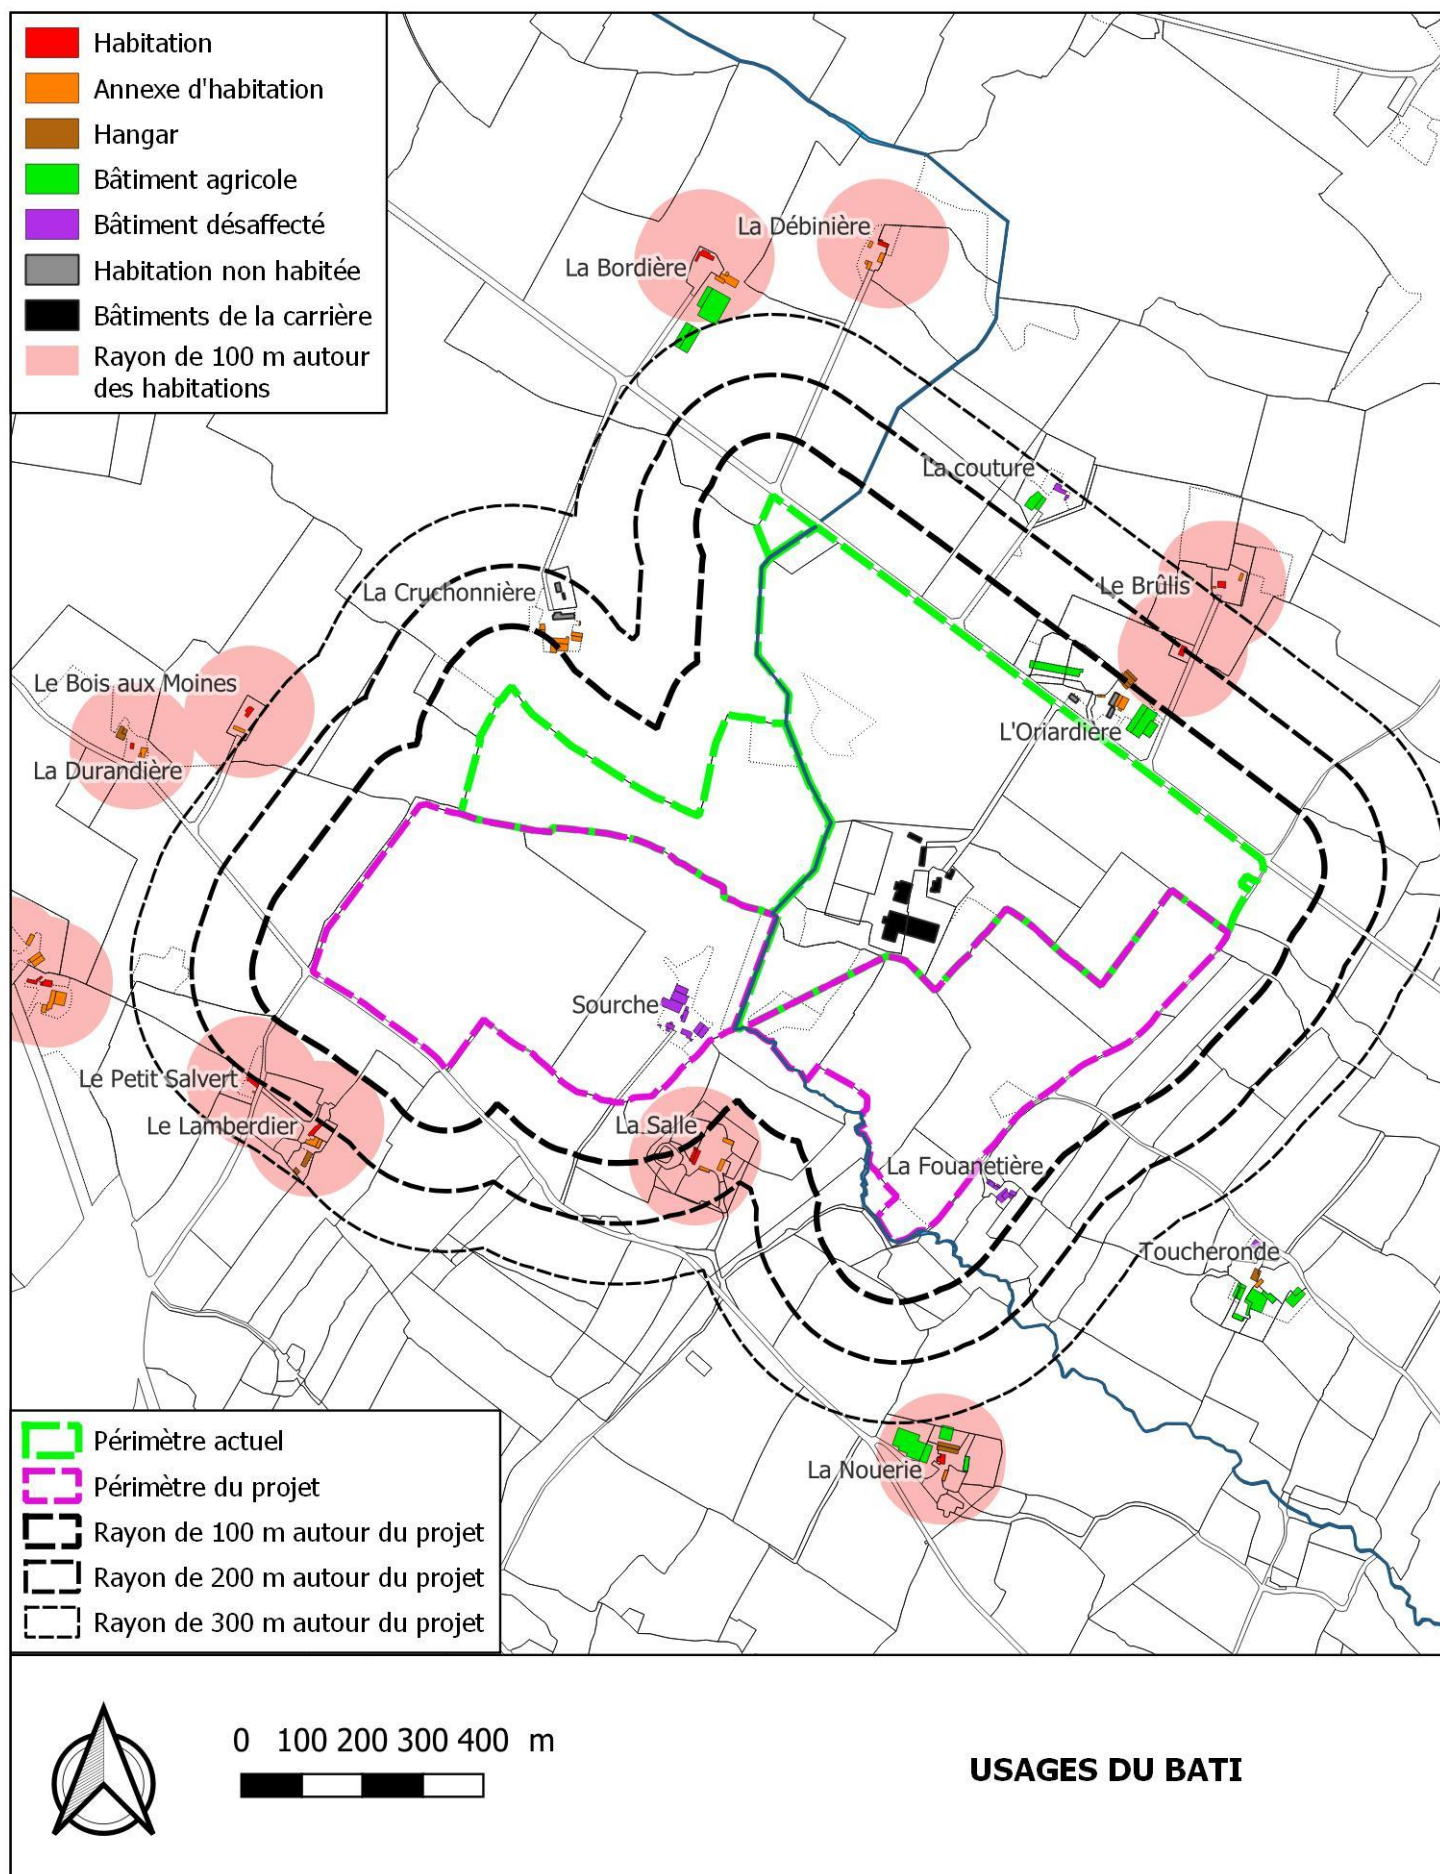 Habitation
Annexe d'habitation
Hangar
Bâtiment agricole
Bâtiment désaffecté
Habitation non habitée
Bâtiments de la carrière
Rayon de 100 m autour
des habitations
La Débinière
La Bordière
La couture
Le Brûlis
La Cruchonnière
Le Bois aux Moines
L'Oriardière
La Durandière
Sourche
Le Petit Salvert
Le Lamberdier
La Salle
La Fouanetière
Toucheronde
La Nouerie
Périmètre actuel
Périmètre du projet
Rayon de 100 m autour du projet
Rayon de 200 m autour du projet
Rayon de 300 m autour du projet
0 100 200 300 400 m
USAGES DU BATI